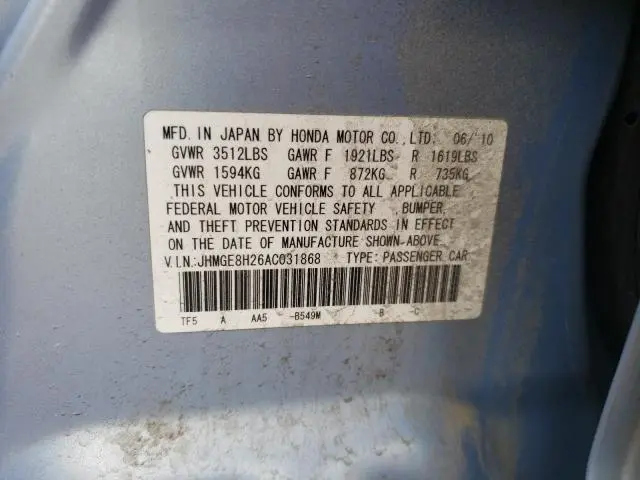 MFD. IN JAPAN BY HONDA MOTOR CO., LTD. 06/10
GVWR 3512LBS GAWR F 1921LBS R 1619LBS
GVWR 1594KG GAWR F 872KG R 735KG
THIS VEHICLE CONFORMS TO ALL APPLICABLE
FEDERAL MOTOR VEHICLE SAFETY , BUMPER,
AND THEFT PREVENTION STANDARDS IN EFFECT
ON THE DATE OF MANUFACTURE SHOWN ABOVE.
V.I.N.:JHMGE8H26AC031868 TYPE: PASSENGER CAR
TF5 A AA5 -B549M -B -C